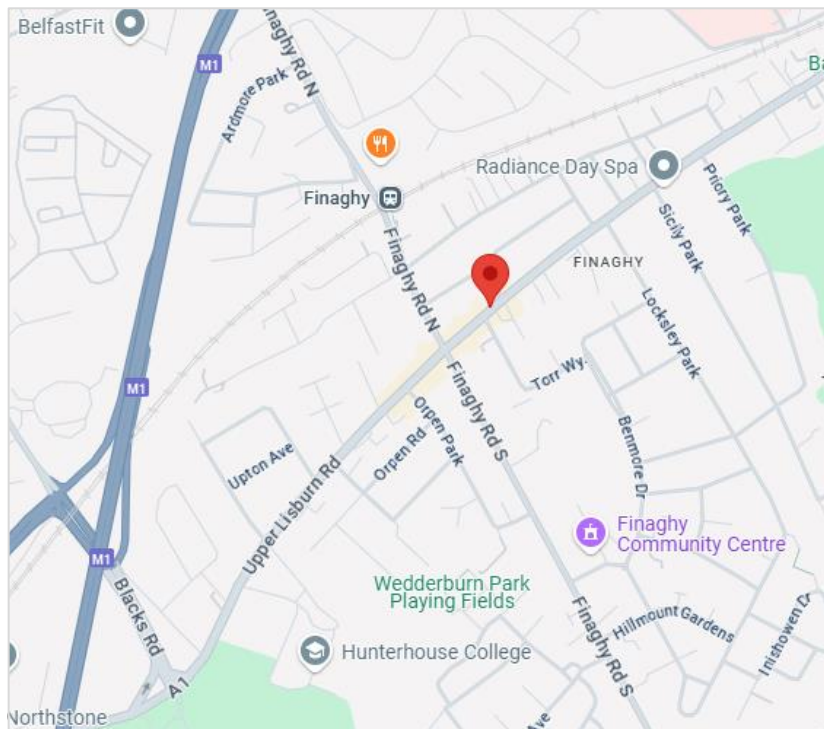 BelfastFit
M1
Finaghy Rd N
Ardmore Park
Ba
Radiance Day Spa
Finaghy
Priory Park
Sicily Park
FINAGHY
Finaghy Rd N
Locksley Park
M1
Torr Wy.
Finaghy Rd S
Orpen Park
Benmore Dr
Orpen Rd
Upton Ave
Upper Lisburn Rd
Finaghy
Community Centre
M1
Blacks Rd
Wedderburn Park
Playing Fields
Finaghy Rd S
Hillmount Gardens
Inishowen Dr
Hunterhouse College
A1
Northstone
Ave